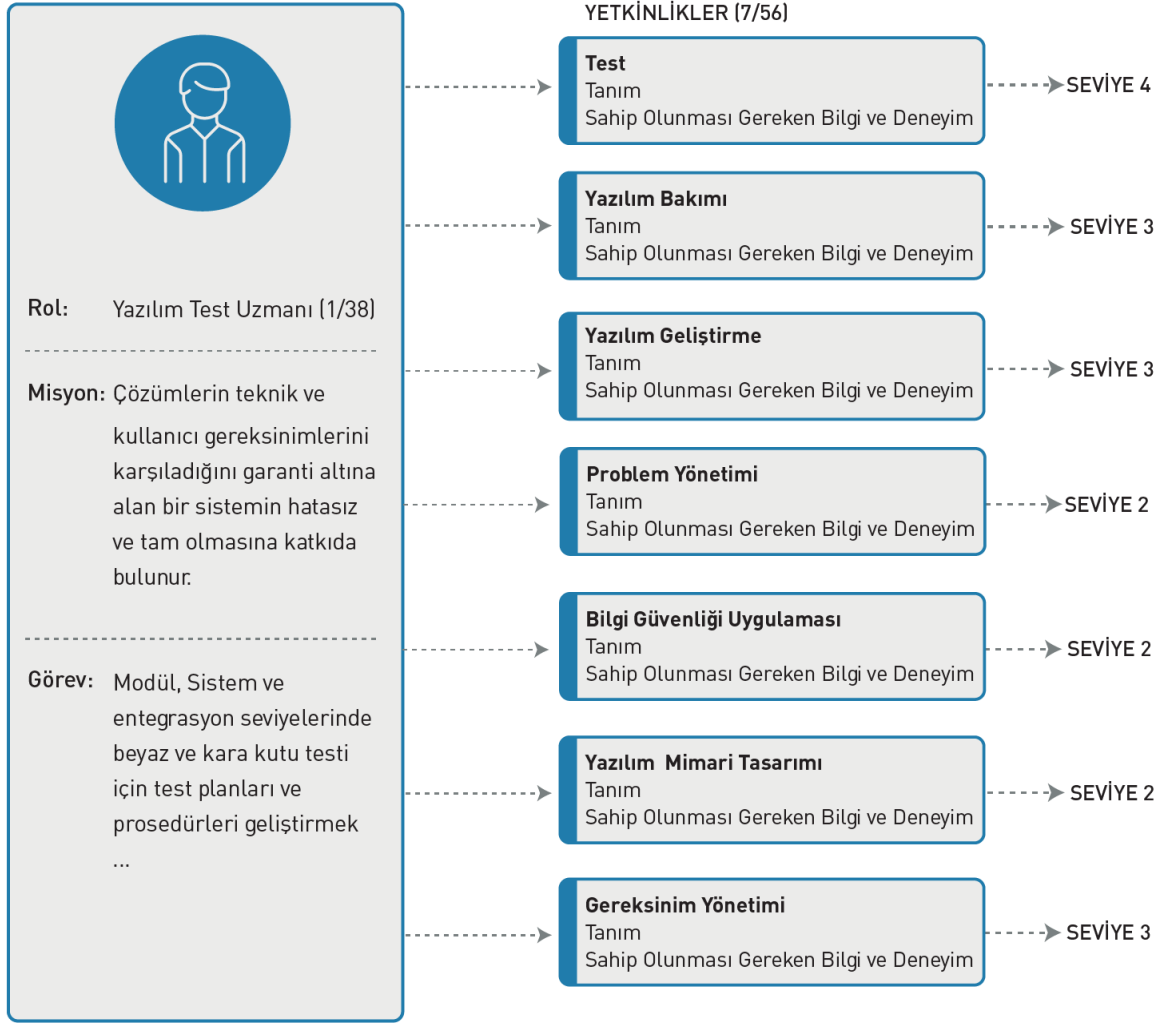 Rol: Yazılım Test Uzmanı (1/38)
Misyon: Çözümlerin teknik ve
kullanıcı gereksinimlerini
karşıladığını garanti altına
alan bir sistemin hatasız
ve tam olmasına katkıda
bulunur.
Görev: Modül, Sistem ve
entegrasyon seviyelerinde
beyaz ve kara kutu testi
için test planları ve
prosedürleri geliştirmek
...
YETKİNLİKLER (7/56)
Test
Tanım
Sahip Olunması Gereken Bilgi ve Deneyim
SEVİYE 4
Yazılım Bakımı
Tanım
Sahip Olunması Gereken Bilgi ve Deneyim
SEVİYE 3
Yazılım Geliştirme
Tanım
Sahip Olunması Gereken Bilgi ve Deneyim
SEVİYE 3
Problem Yönetimi
Tanım
Sahip Olunması Gereken Bilgi ve Deneyim
SEVİYE 2
Bilgi Güvenliği Uygulaması
Tanım
Sahip Olunması Gereken Bilgi ve Deneyim
SEVİYE 2
Yazılım Mimari Tasarımı
Tanım
Sahip Olunması Gereken Bilgi ve Deneyim
SEVİYE 2
Gereksinim Yönetimi
Tanım
Sahip Olunması Gereken Bilgi ve Deneyim
SEVİYE 3